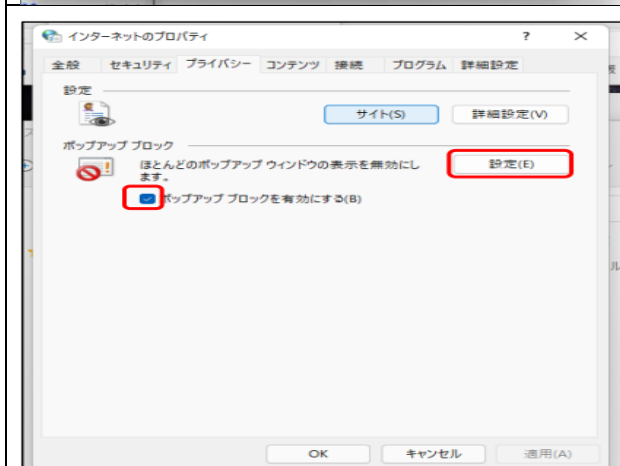 インターネットのプロパティ ? ×
全般 セキュリティ プライバシー コンテンツ 接続 プログラム 詳細設定
設定
サイト(S) 詳細設定(V)
ポップアップ ブロック
ほとんどのポップアップ ウィンドウの表示を無効にし
ます。
設定(E)
ポップアップ ブロックを有効にする(B)
OK キャンセル 適用(A)